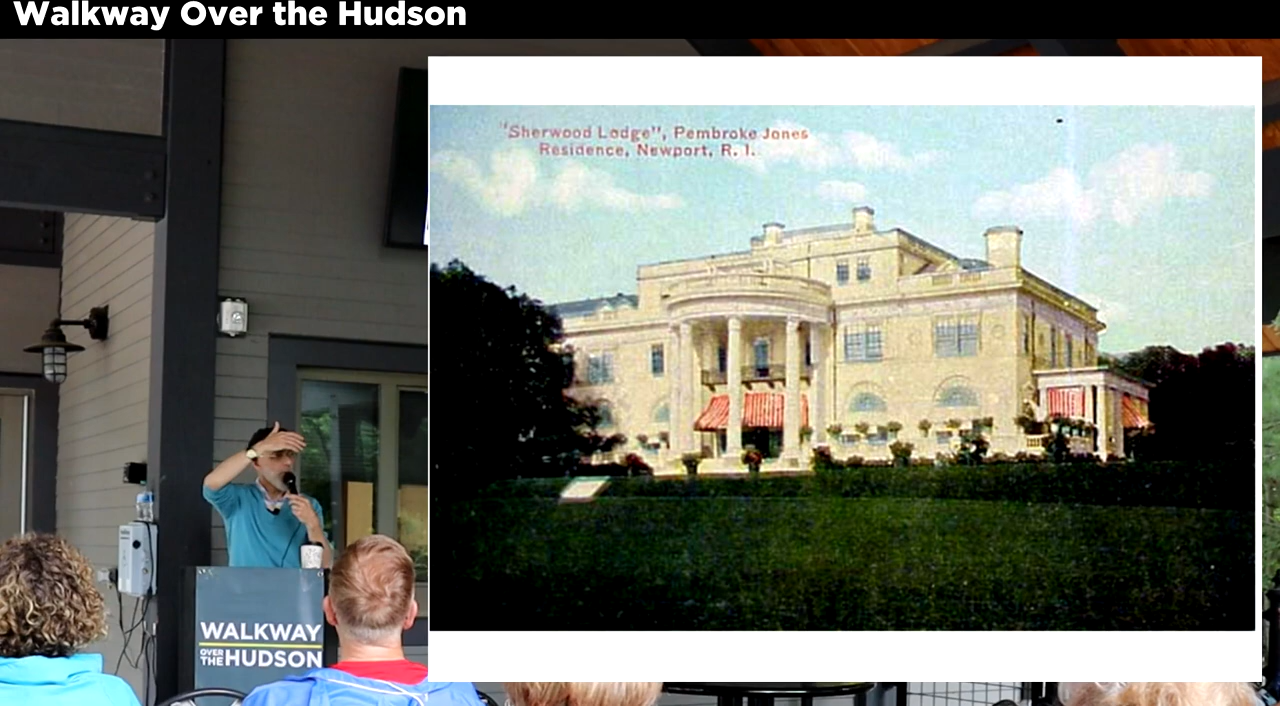 Walkway Over the Hudson
"Sherwood Lodge", Pembroke Jones
Residence, Newport, R. I.
WALKWAY
OVER THE HUDSON